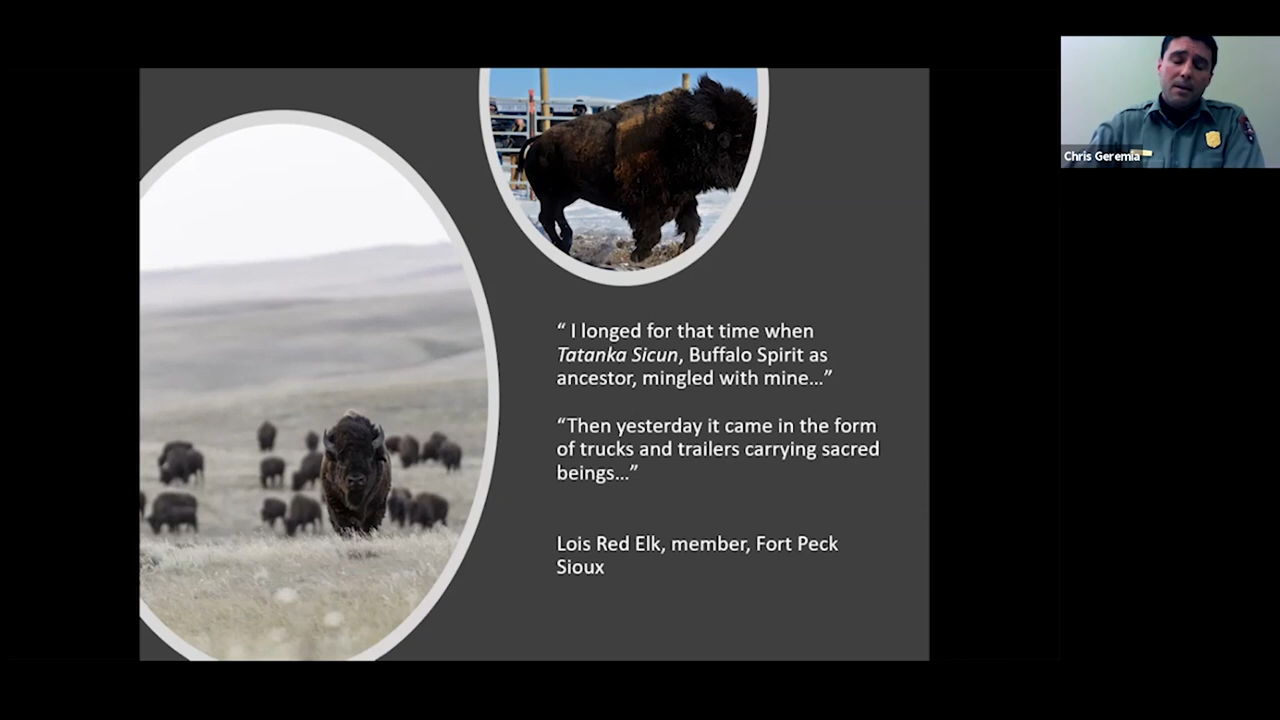 “ I longed for that time when
Tatanka Sicun, Buffalo Spirit as
ancestor, mingled with mine…”
“Then yesterday it came in the form
of trucks and trailers carrying sacred
beings…”
Lois Red Elk, member, Fort Peck
Sioux
Chris Geremia